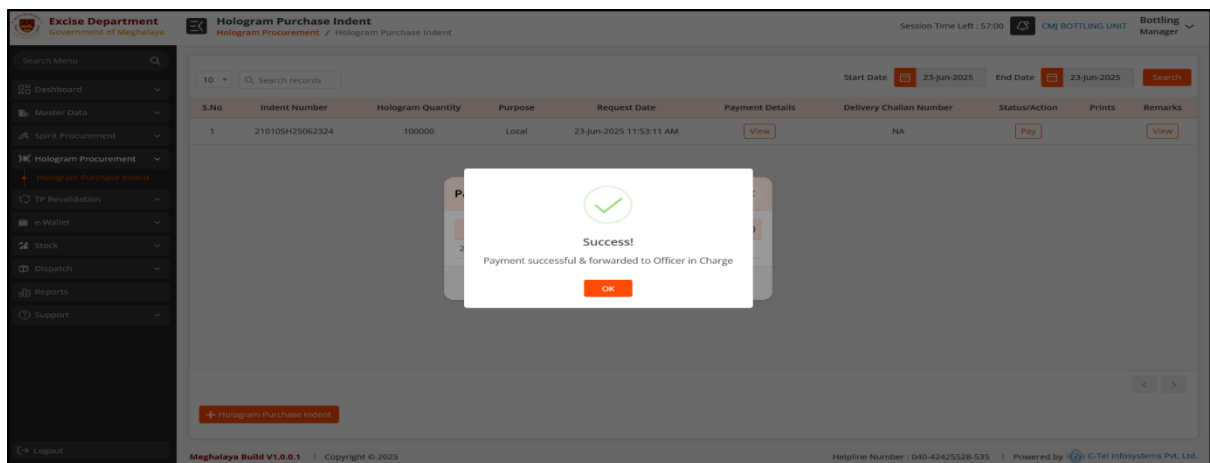 Excise Department
Government of Meghalaya
Hologram Purchase Indent
Hologram Procurement / Hologram Purchase Indent
Session Time Left : 57:00
CMJ BOTTLING UNIT
Bottling Manager
Search Menu
Dashboard
Master Data
Spirit Procurement
Hologram Procurement
Hologram Purchase Indent
TP Revalidation
e-Wallet
Stock
Dispatch
Reports
Support
Logout
10
Search records
Start Date 23-Jun-2025 End Date 23-Jun-2025 Search
S.No Indent Number Hologram Quantity Purpose Request Date Payment Details Delivery Challan Number Status/Action Prints Remarks
1 210105H25062324 100000 Local 23-Jun-2025 11:53:11 AM View NA Pay View
Success!
Payment successful & forwarded to Officer in Charge
OK
+ Hologram Purchase Indent
Meghalaya Build V1.0.0.1 | Copyright © 2025
Helpline Number : 040-42425528-535 | Powered by C-Tel Infosystems Pvt. Ltd.